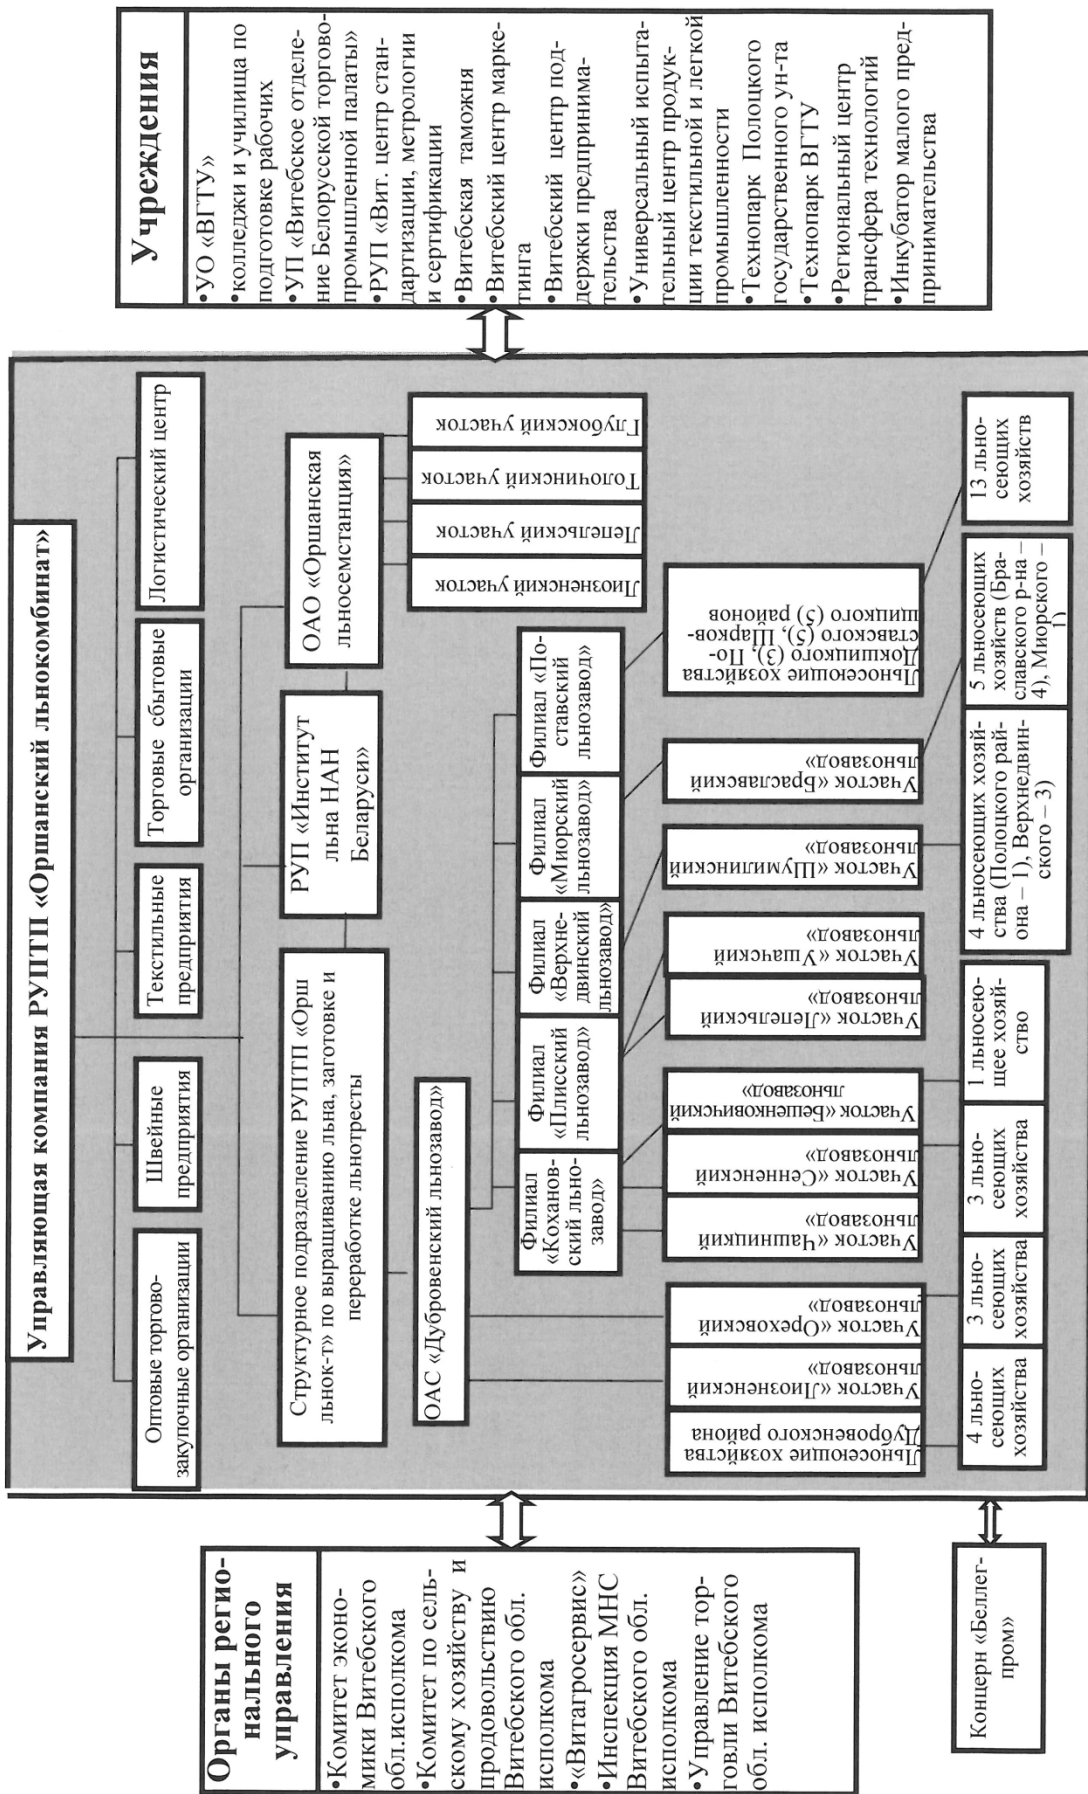 Органы регио-
нального
управления
•Комитет эконо-
мики Витебского
обл.исполкома
•Комитет по сель-
скому хозяйству и
продовольствию
Витебского обл.
исполкома
•«Витагросервис»
•Инспекция МНС
Витебского обл.
исполкома
•Управление тор-
говли Витебского
обл. исполкома
Концерн «Беллег-
пром»
Управляющая компания РУПТП «Оршанский льнокомбинат»
Оптовые торгово-
закупочные организации
Швейные
предприятия
Текстильные
предприятия
Торговые сбытовые
организации
Логистический центр
Структурное подразделение РУПТП «Орш
льнок-т» по выращиванию льна, заготовке и
переработке льнотресты
РУП «Институт
льна НАН
Беларуси»
ОАО «Оршанская
льносемстанция»
Лиозненский
участок
Лепельский участок
Толочинский участок
Глубокский участок
ОАС «Дубровенский льнозавод»
Филиал
«Коханов-
ский льно-
завод»
Филиал
«Плисский
льнозавод»
Филиал
«Верхне-
двинский
льнозавод»
Филиал
«Миорский
льнозавод»
Филиал «По-
ставский
льнозавод»
Льносеющие хозяйства
Дубровенского района
Участок «Лиозненский
льнозавод»
Участок «Ореховский
льнозавод»
Участок «Чашницкий
льнозавод»
Участок «Сенненский
льнозавод»
Участок «Бешенковичский
льнозавод»
Участок «Лепельский
льнозавод»
Участок «Ушачский
льнозавод»
Участок «Шумилинский
льнозавод»
Участок «Браславский
льнозавод»
Льносеющие хозяйства
Докшицкого (3), По-
ставского (5), Шарков-
щицкого (5) районов
4 льно-
сеющих
хозяйства
3 льно-
сеющих
хозяйства
3 льно-
сеющих
хозяйства
1 льносею-
щее хозяй-
ство
4 льносеющих хозяй-
ства (Полоцкого рай-
она – 1), Верхнедвин-
ского – 3)
5 льносеющих
хозяйств (Бра-
славского р-на –
4), Миорского –
1)
13 льно-
сеющих
хозяйств
Учреждения
•УО «ВГТУ»
•колледжи и училища по
подготовке рабочих
•УП «Витебское отделе-
ние Белорусской торгово-
промышленной палаты»
•РУП «Вит. центр стан-
дартизации, метрологии
и сертификации
•Витебская таможня
•Витебский центр марке-
тинга
•Витебский центр под-
держки предпринима-
тельства
•Универсальный испыта-
тельный центр продук-
ции текстильной и легкой
промышленности
•Технопарк Полоцкого
государственного ун-та
•Технопарк ВГТУ
•Региональный центр
трансфера технологий
•Инкубатор малого пред-
принимательства